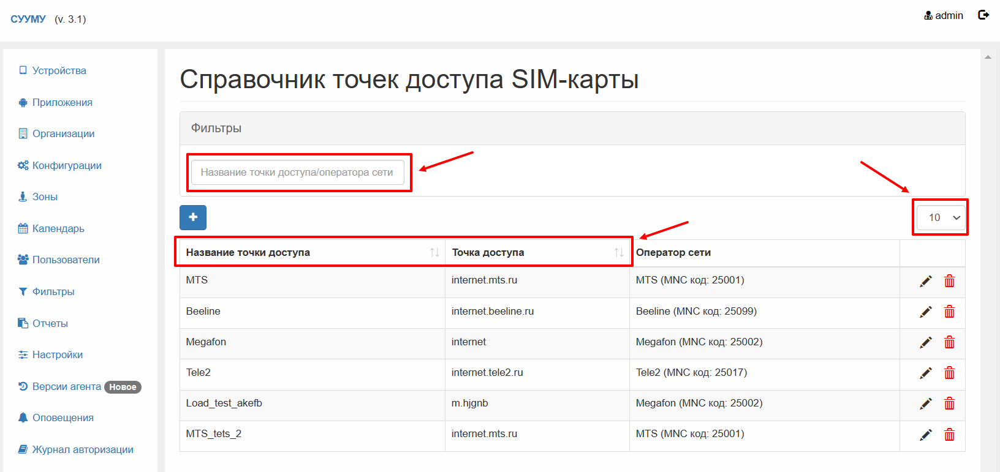 СУУМУ (v. 3.1)
admin
Устройства
Приложения
Организации
Конфигурации
Зоны
Календарь
Пользователи
Фильтры
Отчеты
Настройки
Версии агента Новое
Оповещения
Журнал авторизации
Справочник точек доступа SIM-карты
Фильтры
Название точки доступа/оператора сети
10
Название точки доступа Точка доступа Оператор сети
MTS internet.mts.ru MTS (MNC код: 25001)
Beeline internet.beeline.ru Beeline (MNC код: 25099)
Megafon internet Megafon (MNC код: 25002)
Tele2 internet.tele2.ru Tele2 (MNC код: 25017)
Load_test_akefb m.hjgnb Megafon (MNC код: 25002)
MTS_tets_2 internet.mts.ru MTS (MNC код: 25001)